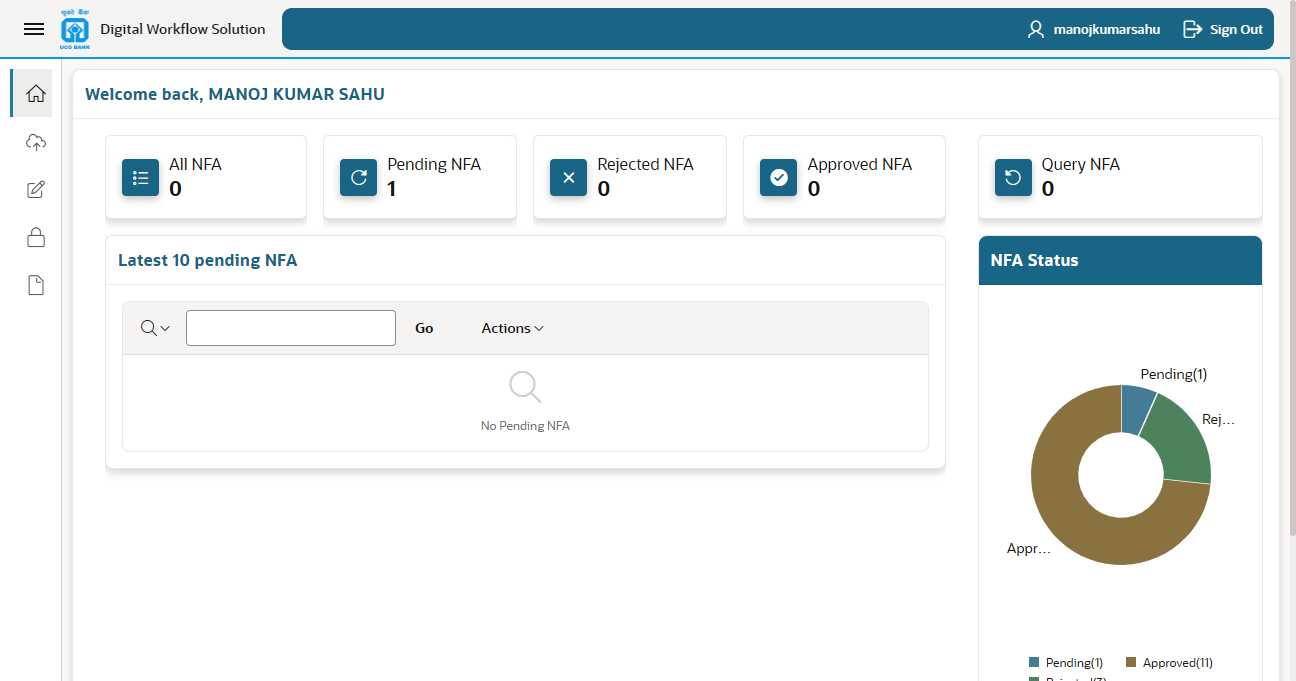 यूको बैंक
UCO BANK
Digital Workflow Solution
manojkumarsahu
Sign Out
Welcome back, MANOJ KUMAR SAHU
All NFA
0
Pending NFA
1
Rejected NFA
0
Approved NFA
0
Query NFA
0
Latest 10 pending NFA
Go
Actions
No Pending NFA
NFA Status
Pending(1)
Rej...
Appr...
Pending(1)
Approved(11)
Rejected(3)